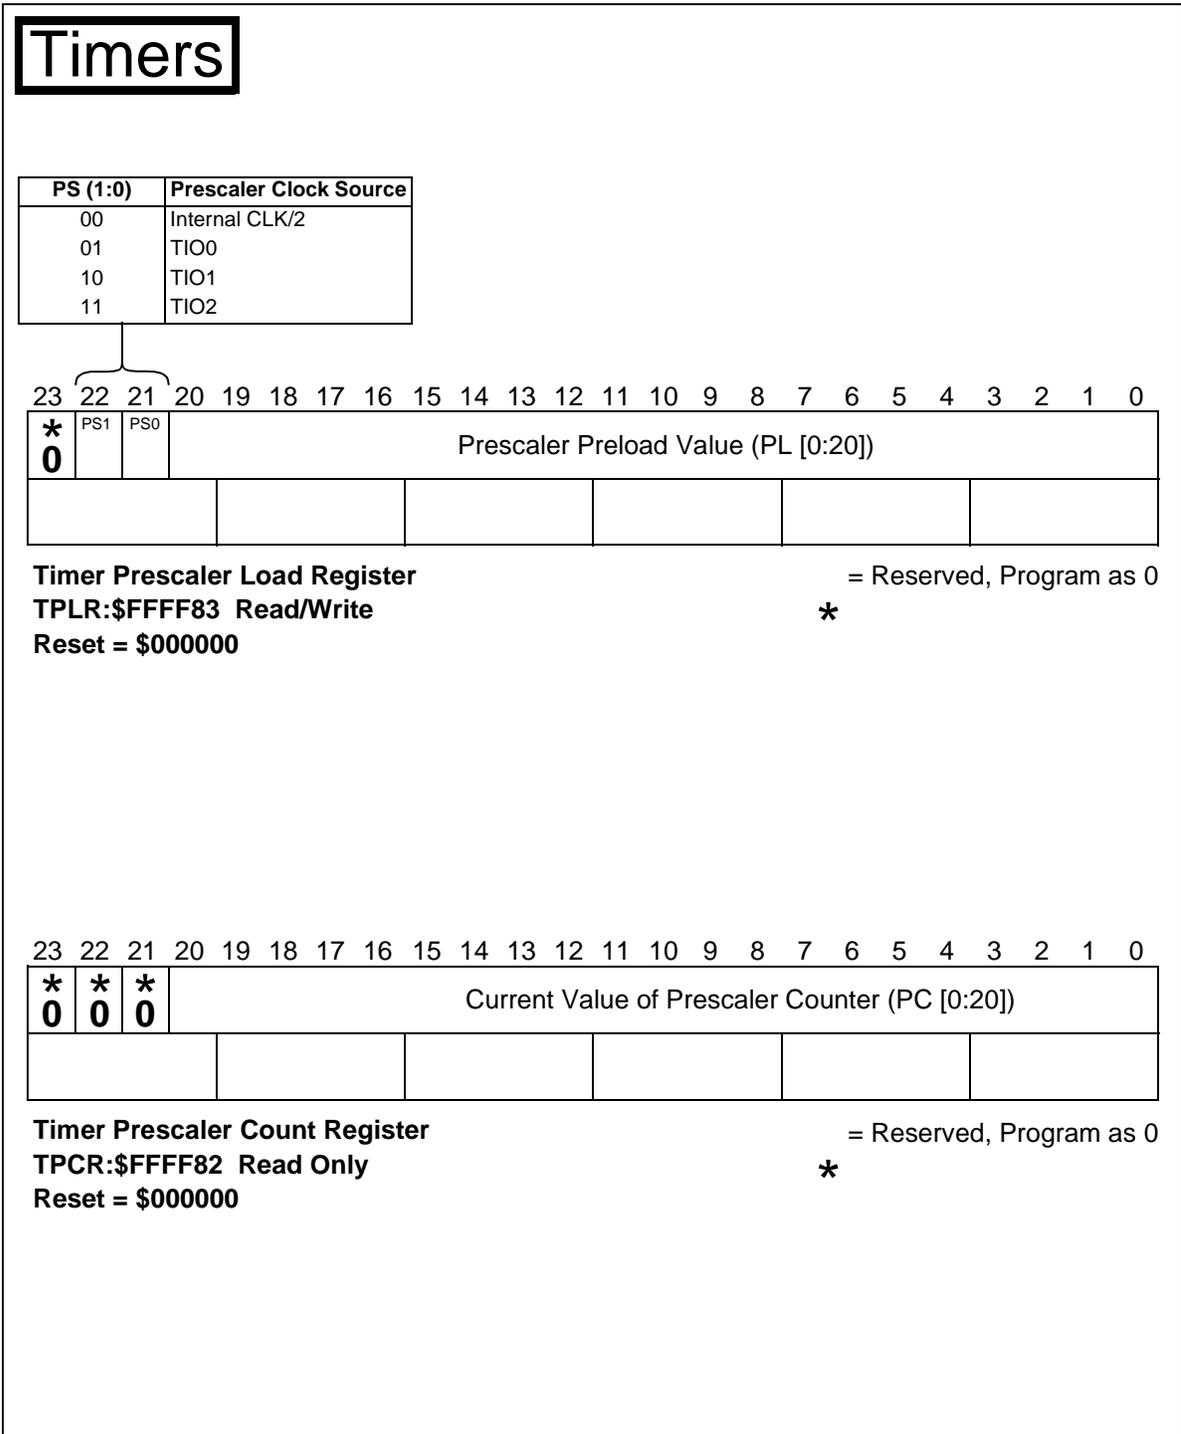 Timers
PS (1:0) Prescaler Clock Source
00 Internal CLK/2
01 TIO0
10 TIO1
11 TIO2
23 22 21 20 19 18 17 16 15 14 13 12 11 10 9 8 7 6 5 4 3 2 1 0
* PS1 PS0
0 Prescaler Preload Value (PL [0:20])
Timer Prescaler Load Register = Reserved, Program as 0
TPLR:$FFFF83 Read/Write *
Reset = $000000
23 22 21 20 19 18 17 16 15 14 13 12 11 10 9 8 7 6 5 4 3 2 1 0
* * *
0 0 0 Current Value of Prescaler Counter (PC [0:20])
Timer Prescaler Count Register = Reserved, Program as 0
TPCR:$FFFF82 Read Only *
Reset = $000000